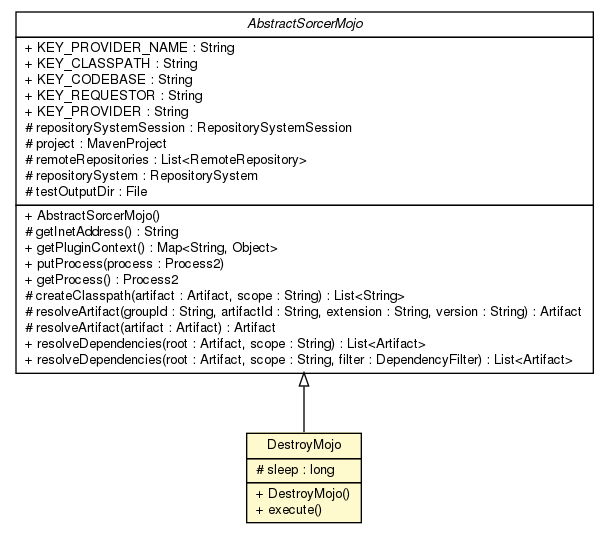 AbstractSorcerMojo
+ KEY_PROVIDER_NAME : String
+ KEY_CLASSPATH : String
+ KEY_CODEBASE : String
+ KEY_REQUESTOR : String
+ KEY_PROVIDER : String
# repositorySystemSession : RepositorySystemSession
# project : MavenProject
# remoteRepositories : List<RemoteRepository>
# repositorySystem : RepositorySystem
# testOutputDir : File
+ AbstractSorcerMojo()
# getInetAddress() : String
+ getPluginContext() : Map<String, Object>
+ putProcess(process : Process2)
+ getProcess() : Process2
# createClasspath(artifact : Artifact, scope : String) : List<String>
# resolveArtifact(groupId : String, artifactId : String, extension : String, version : String) : Artifact
# resolveArtifact(artifact : Artifact) : Artifact
+ resolveDependencies(root : Artifact, scope : String) : List<Artifact>
+ resolveDependencies(root : Artifact, scope : String, filter : DependencyFilter) : List<Artifact>
DestroyMojo
# sleep : long
+ DestroyMojo()
+ execute()